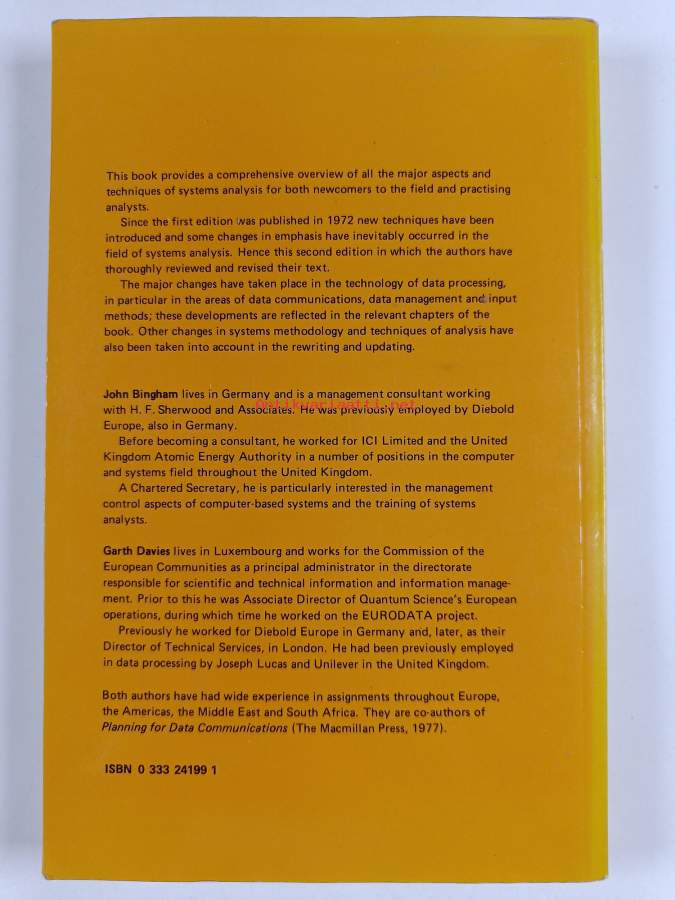 This book provides a comprehensive overview of all the major aspects and
techniques of systems analysis for both newcomers to the field and practising
analysts.
Since the first edition was published in 1972 new techniques have been
introduced and some changes in emphasis have inevitably occurred in the
field of systems analysis. Hence this second edition in which the authors have
thoroughly reviewed and revised their text.
The major changes have taken place in the technology of data processing,
in particular in the areas of data communications, data management and input
methods; these developments are reflected in the relevant chapters of the
book. Other changes in systems methodology and techniques of analysis have
also been taken into account in the rewriting and updating.
John Bingham lives in Germany and is a management consultant working
Antikvariaatti.net
with H. F. Sherwood and Associates. He was previously employed by Diebold
Europe, also in Germany.
Before becoming a consultant, he worked for ICI Limited and the United
Kingdom Atomic Energy Authority in a number of positions in the computer
and systems field throughout the United Kingdom.
A Chartered Secretary, he is particularly interested in the management
control aspects of computer-based systems and the training of systems
analysts.
Garth Davies lives in Luxembourg and works for the Commission of the
European Communities as a principal administrator in the directorate
responsible for scientific and technical information and information manage-
ment. Prior to this he was Associate Director of Quantum Science's European
operations, during which time he worked on the EURODATA project.
Previously he worked for Diebold Europe in Germany and, later, as their
Director of Technical Services, in London. He had been previously employed
in data processing by Joseph Lucas and Unilever in the United Kingdom.
Both authors have had wide experience in assignments throughout Europe,
the Americas, the Middle East and South Africa. They are co-authors of
Planning for Data Communications (The Macmillan Press, 1977).
ISBN 0 333 24199 1